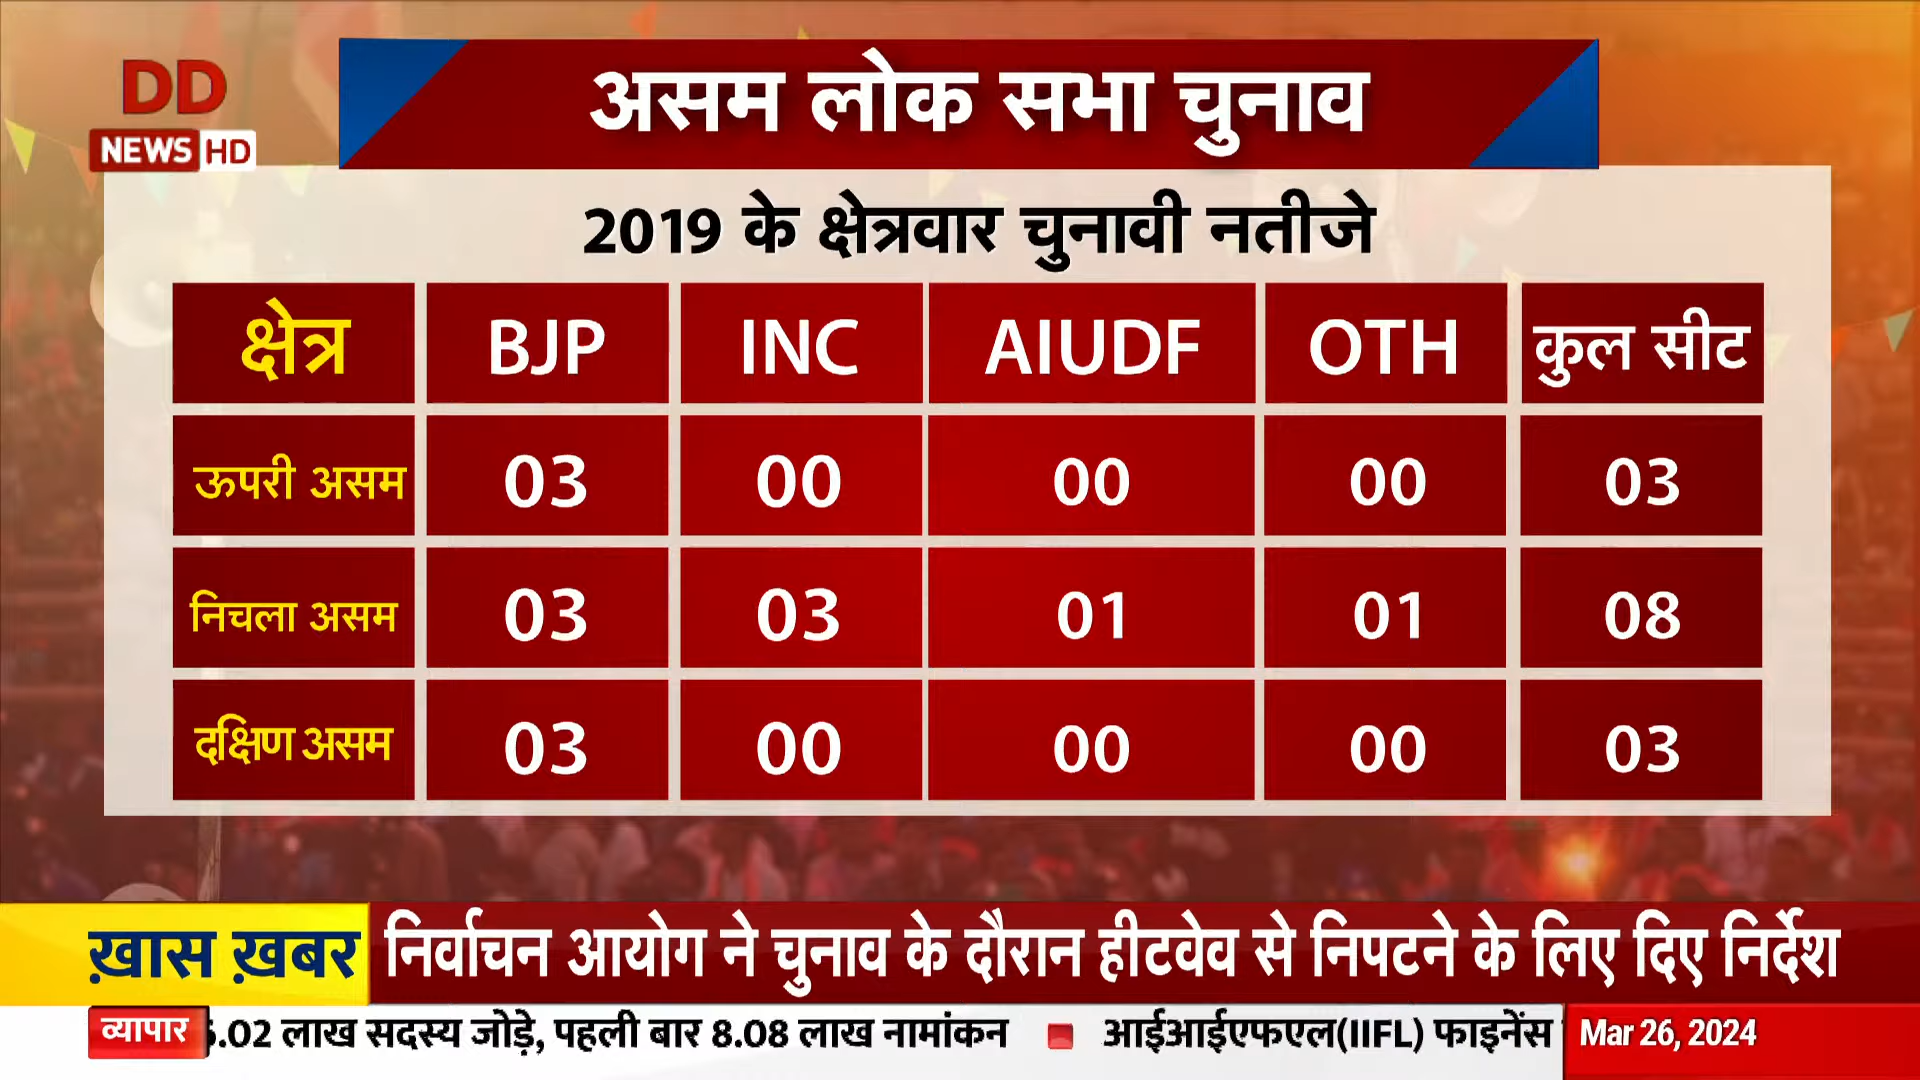 DD
NEWS HD
असम लोक सभा चुनाव
2019 के क्षेत्रवार चुनावी नतीजे
क्षेत्र BJP INC AIUDF OTH कुल सीट
ऊपरी असम 03 00 00 00 03
निचला असम 03 03 01 01 08
दक्षिण असम 03 00 00 00 03
ख़ास ख़बर निर्वाचन आयोग ने चुनाव के दौरान हीटवेव से निपटने के लिए दिए निर्देश
व्यापार .02 लाख सदस्य जोड़े, पहली बार 8.08 लाख नामांकन आईआईएफएल(IIFL) फाइनेंस Mar 26, 2024